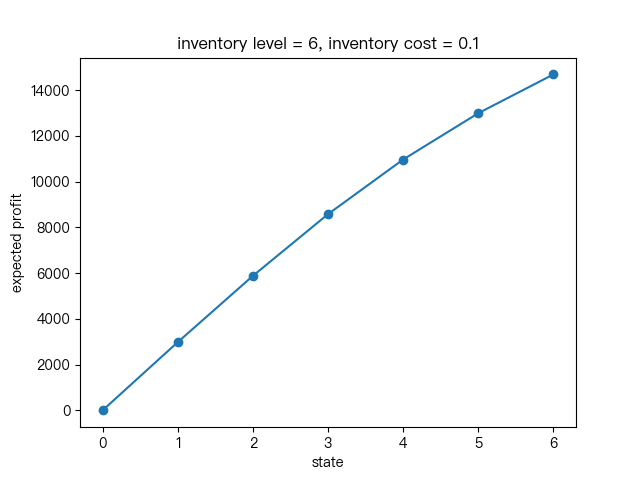 inventory level = 6, inventory cost = 0.1
expected profit
14000
12000
10000
8000
6000
4000
2000
0
0 1 2 3 4 5 6
state